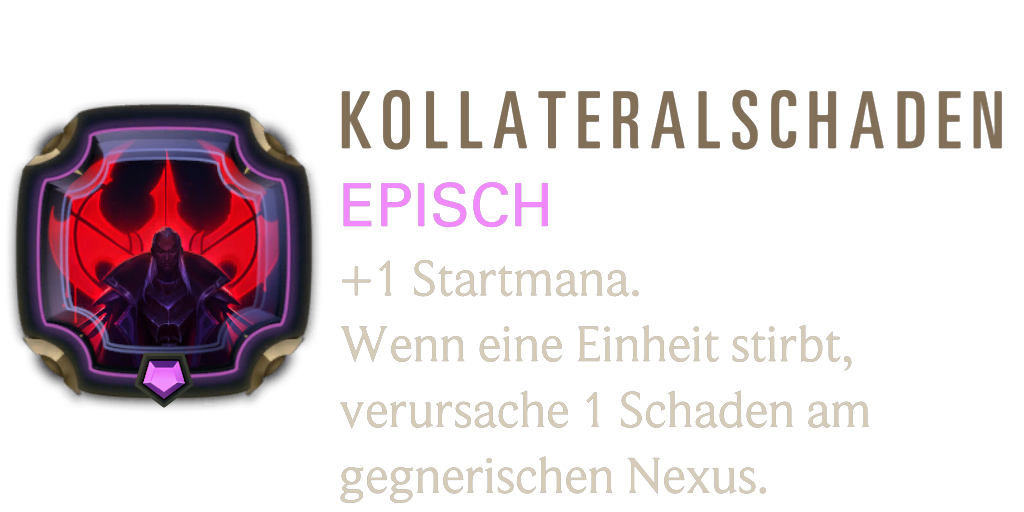 KOLLATERALSCHADEN
EPISCH
+1 Startmana.
Wenn eine Einheit stirbt,
verursache 1 Schaden am
gegnerischen Nexus.